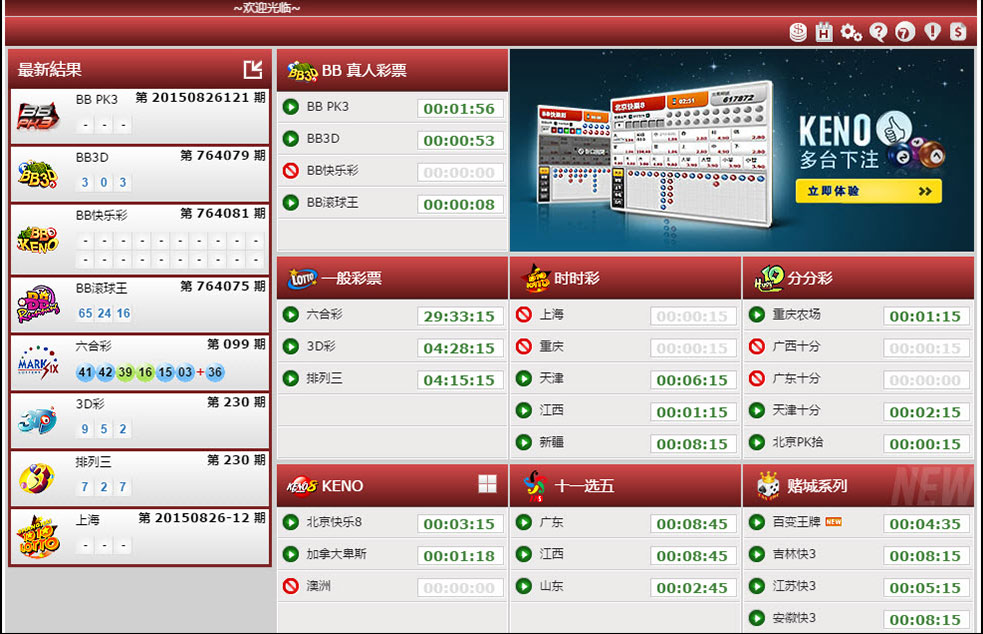 ~欢迎光临~
最新結果
BB PK3 第 20150826121 期
- - -
BB3D 第 764079 期
3 0 3
BB快乐彩 第 764081 期
- - - - - - - - - -
- - - - - - - - - -
BB滚球王 第 764075 期
65 24 16
六合彩 第 099 期
41 42 39 16 15 03 + 36
3D彩 第 230 期
9 5 2
排列三 第 230 期
7 2 7
上海 第 20150826-12 期
- - -
BB 真人彩票
BB PK3 00:01:56
BB3D 00:00:53
BB快乐彩 00:00:00
BB滚球王 00:00:08
北京快乐8 02:51 617872
KENO
多台下注
立即体验 >>
一般彩票
六合彩 29:33:15
3D彩 04:28:15
排列三 04:15:15
时时彩
上海 00:00:15
重庆 00:00:15
天津 00:06:15
江西 00:01:15
新疆 00:08:15
分分彩
重庆农场 00:01:15
广西十分 00:00:15
广东十分 00:00:00
天津十分 00:02:15
北京PK拾 00:00:15
KENO
北京快乐8 00:03:15
加拿大卑斯 00:01:18
澳洲 00:00:00
十一选五
广东 00:08:45
江西 00:08:45
山东 00:02:45
赌城系列 NEW
百变王牌 NEW 00:04:35
吉林快3 00:08:15
江苏快3 00:05:15
安徽快3 00:08:15